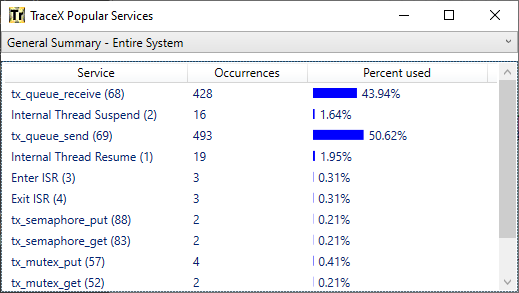 Tr TraceX Popular Services
General Summary - Entire System
Service Occurrences Percent used
tx_queue_receive (68) 428 43.94%
Internal Thread Suspend (2) 16 1.64%
tx_queue_send (69) 493 50.62%
Internal Thread Resume (1) 19 1.95%
Enter ISR (3) 3 0.31%
Exit ISR (4) 3 0.31%
tx_semaphore_put (88) 2 0.21%
tx_semaphore_get (83) 2 0.21%
tx_mutex_put (57) 4 0.41%
tx_mutex_get (52) 2 0.21%